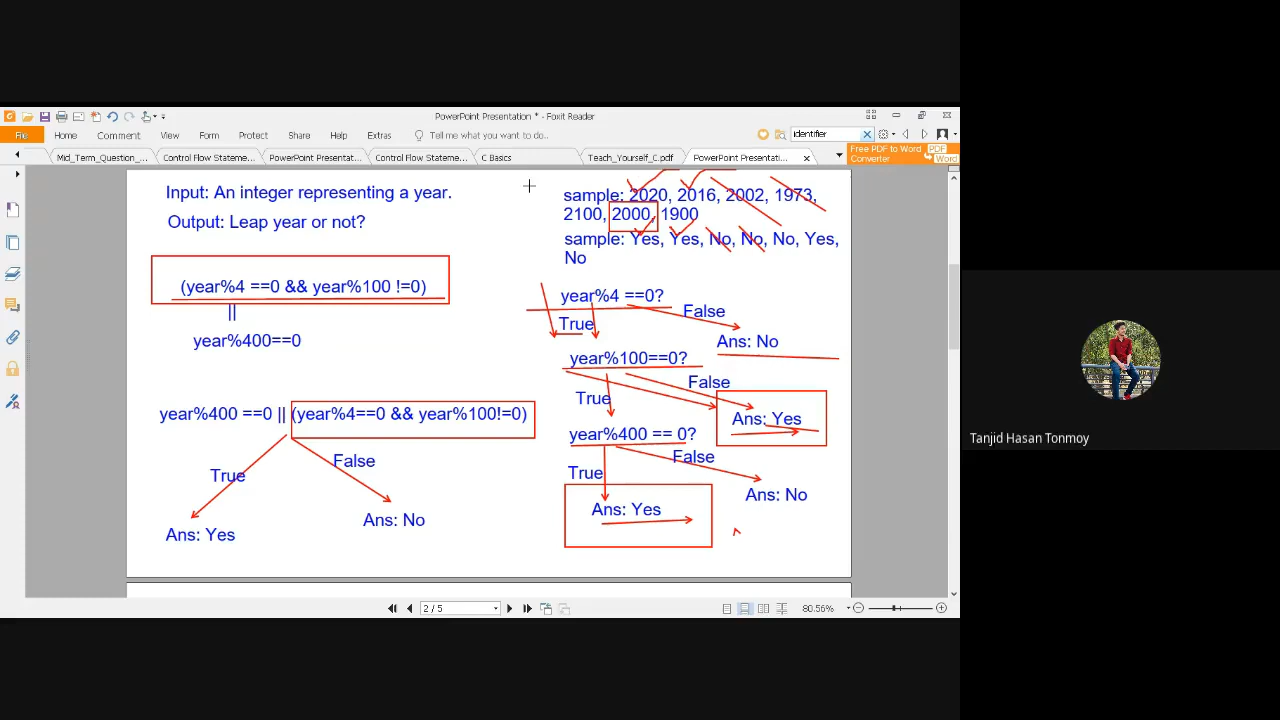 PowerPoint Presentation * - Foxit Reader
File Home Comment View Form Protect Share Help Extras Tell me what you want to do..
identifier
Mid_Term_Question_... Control Flow Stateme... PowerPoint Presentat... Control Flow Stateme... C Basics Teach_Yourself_C.pdf PowerPoint Presentati...
Free PDF to Word
Converter
PDF
Word
Input: An integer representing a year.
Output: Leap year or not?
(year%4 ==0 && year%100 !=0)
||
year%400==0
year%400 ==0 || (year%4==0 && year%100!=0)
True
False
Ans: Yes
Ans: No
sample: 2020, 2016, 2002, 1973,
2100, 2000, 1900
sample: Yes, Yes, No, No, No, Yes,
No
year%4 ==0?
False
True
Ans: No
year%100==0?
False
True
Ans: Yes
year%400 == 0?
False
True
Ans: No
Ans: Yes
2 / 5
80.56%
Tanjid Hasan Tonmoy